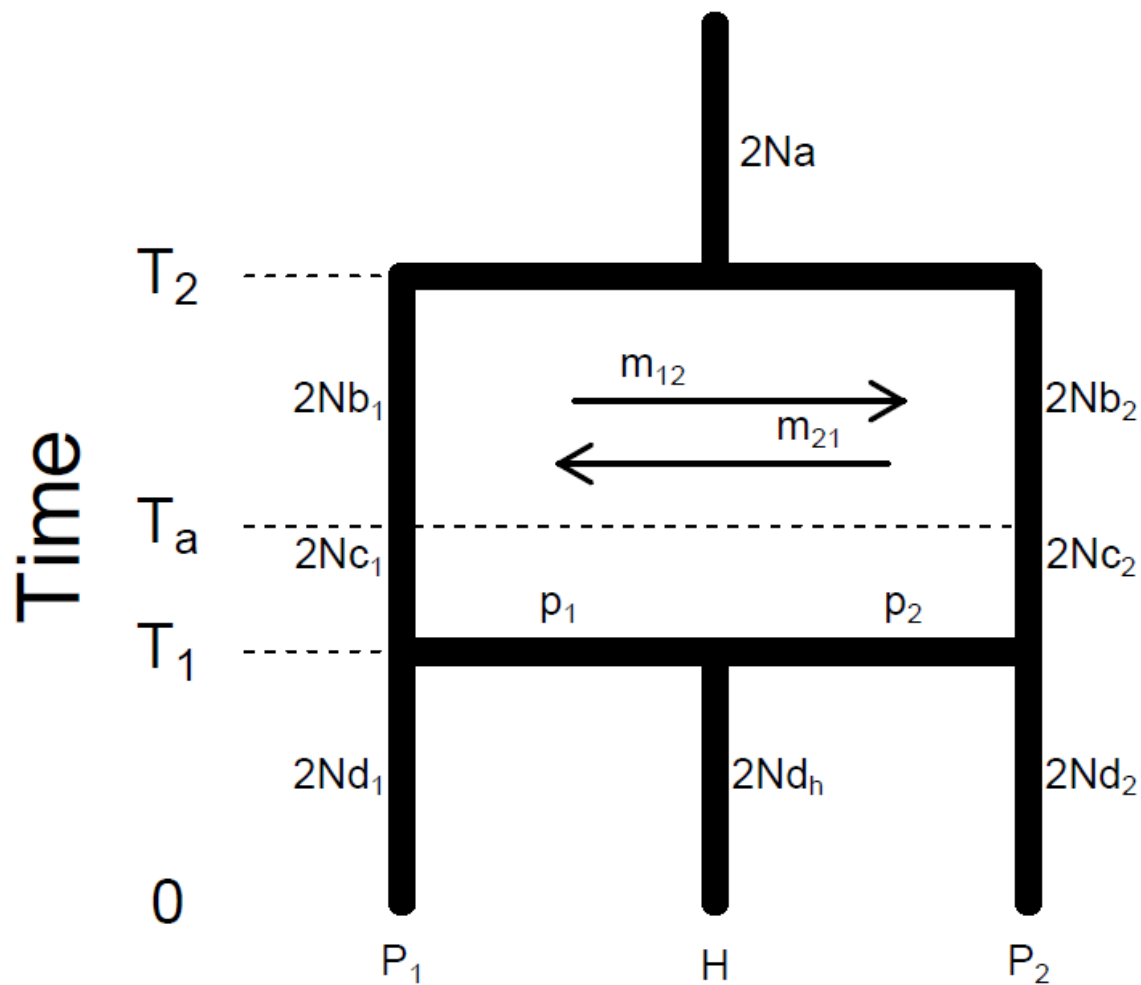 2Na
T₂
m₁₂
2Nb₁
2Nb₂
m₂₁
Time
Tₐ
2Nc₁
2Nc₂
p₁
p₂
T₁
2Nd₁
2Ndₕ
2Nd₂
0
P₁
H
P₂